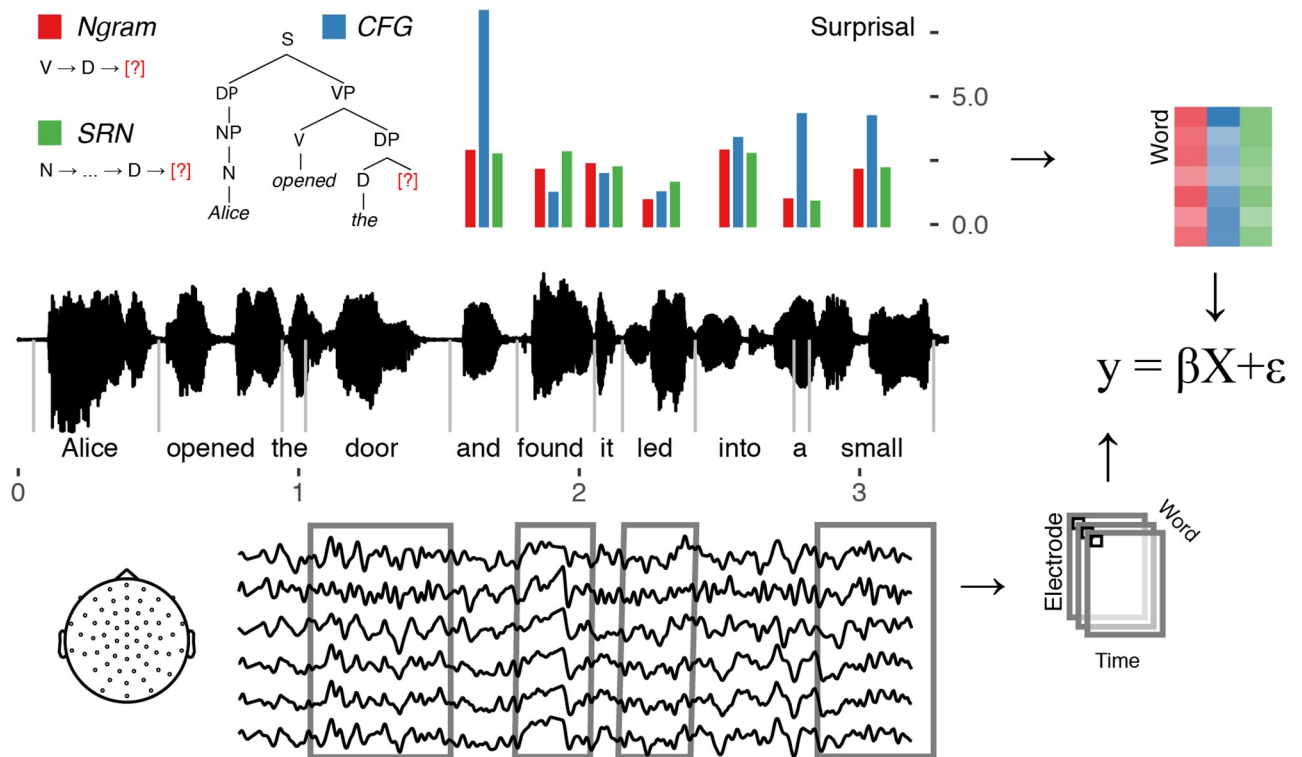 Ngram
V → D → [?]
SRN
N → ... → D → [?]
CFG
S
DP VP
NP V DP
N opened D [?]
Alice the
Surprisal
5.0
0.0
Word
y = βX+ε
Alice opened the door and found it led into a small
0 1 2 3
Electrode
Word
Time